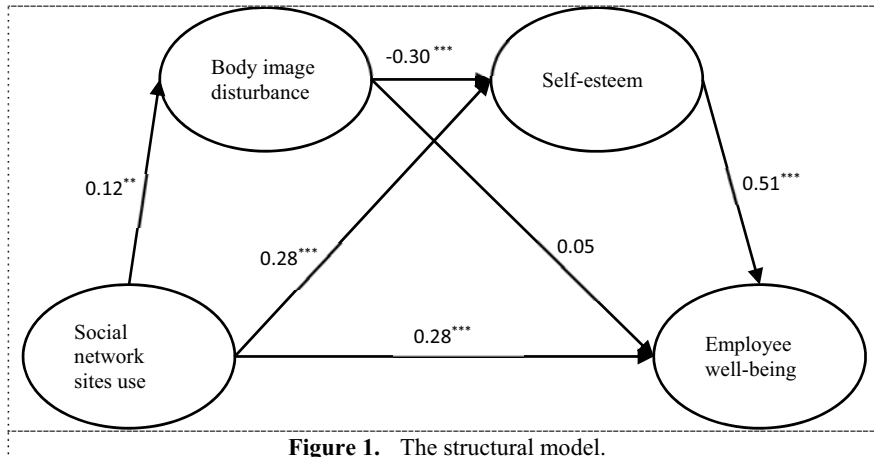 -0.30***
Body image
disturbance
Self-esteem
0.12**
0.51***
0.28***
0.05
Social
network
sites use
0.28***
Employee
well-being
Figure 1. The structural model.